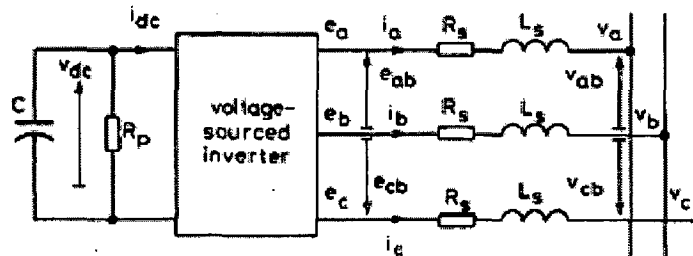 i_dc
e_a
i_a
R_s
L_s
v_a
v_dc
e_ab
v_ab
C
R_p
voltage-
sourced
inverter
e_b
i_b
R_s
L_s
v_b
e_cb
v_cb
e_c
i_c
R_s
L_s
v_c